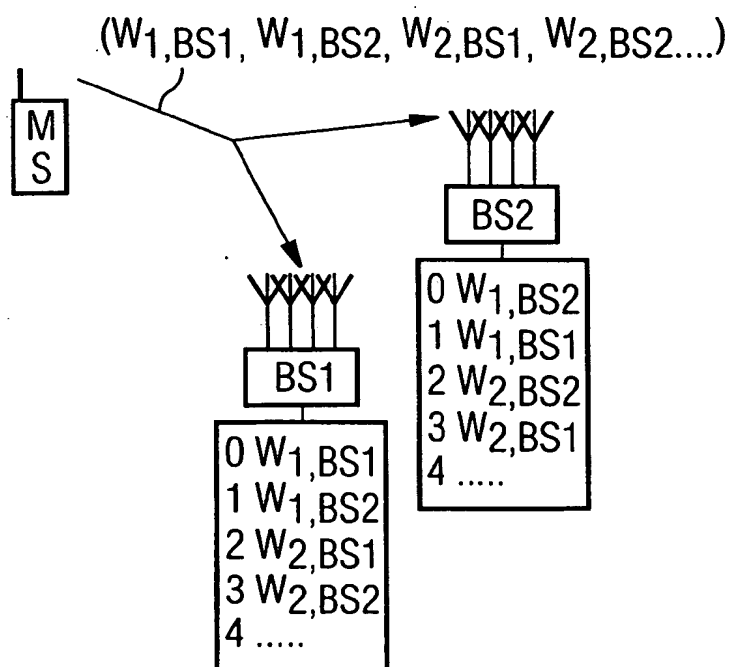 (W1,BS1, W1,BS2, W2,BS1, W2,BS2....)
M
S
BS2
0 W1,BS2
1 W1,BS1
2 W2,BS2
3 W2,BS1
4 .....
BS1
0 W1,BS1
1 W1,BS2
2 W2,BS1
3 W2,BS2
4 .....